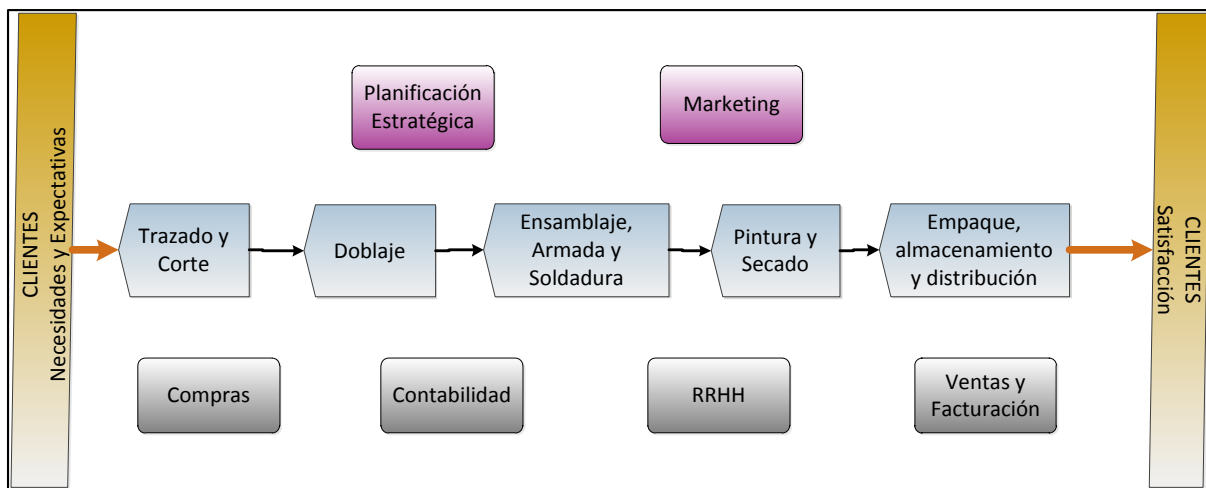 CLIENTES
Necesidades y Expectativas
Planificación
Estratégica
Marketing
Trazado y
Corte
Doblaje
Ensamblaje,
Armada y
Soldadura
Pintura y
Secado
Empaque,
almacenamiento
y distribución
Compras
Contabilidad
RRHH
Ventas y
Facturación
CLIENTES
Satisfacción